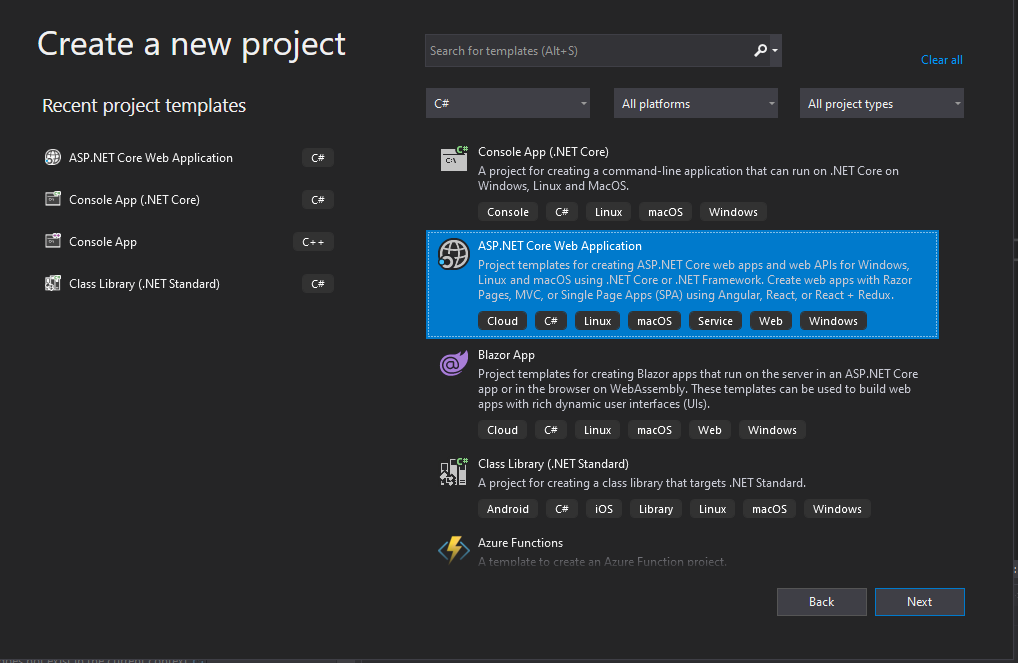 Create a new project
Search for templates (Alt+S)
Clear all
Recent project templates
C#
All platforms
All project types
ASP.NET Core Web Application C#
Console App (.NET Core) C#
Console App C++
Class Library (.NET Standard) C#
C#
C:\
Console App (.NET Core)
A project for creating a command-line application that can run on .NET Core on
Windows, Linux and MacOS.
Console C# Linux macOS Windows
ASP.NET Core Web Application
Project templates for creating ASP.NET Core web apps and web APIs for Windows,
Linux and macOS using .NET Core or .NET Framework. Create web apps with Razor
Pages, MVC, or Single Page Apps (SPA) using Angular, React, or React + Redux.
Cloud C# Linux macOS Service Web Windows
Blazor App
Project templates for creating Blazor apps that run on the server in an ASP.NET Core
app or in the browser on WebAssembly. These templates can be used to build web
apps with rich dynamic user interfaces (UIs).
Cloud C# Linux macOS Web Windows
C#
Class Library (.NET Standard)
A project for creating a class library that targets .NET Standard.
Android C# iOS Library Linux macOS Windows
Azure Functions
A template to create an Azure Function project.
Back
Next
does not exist in the current context